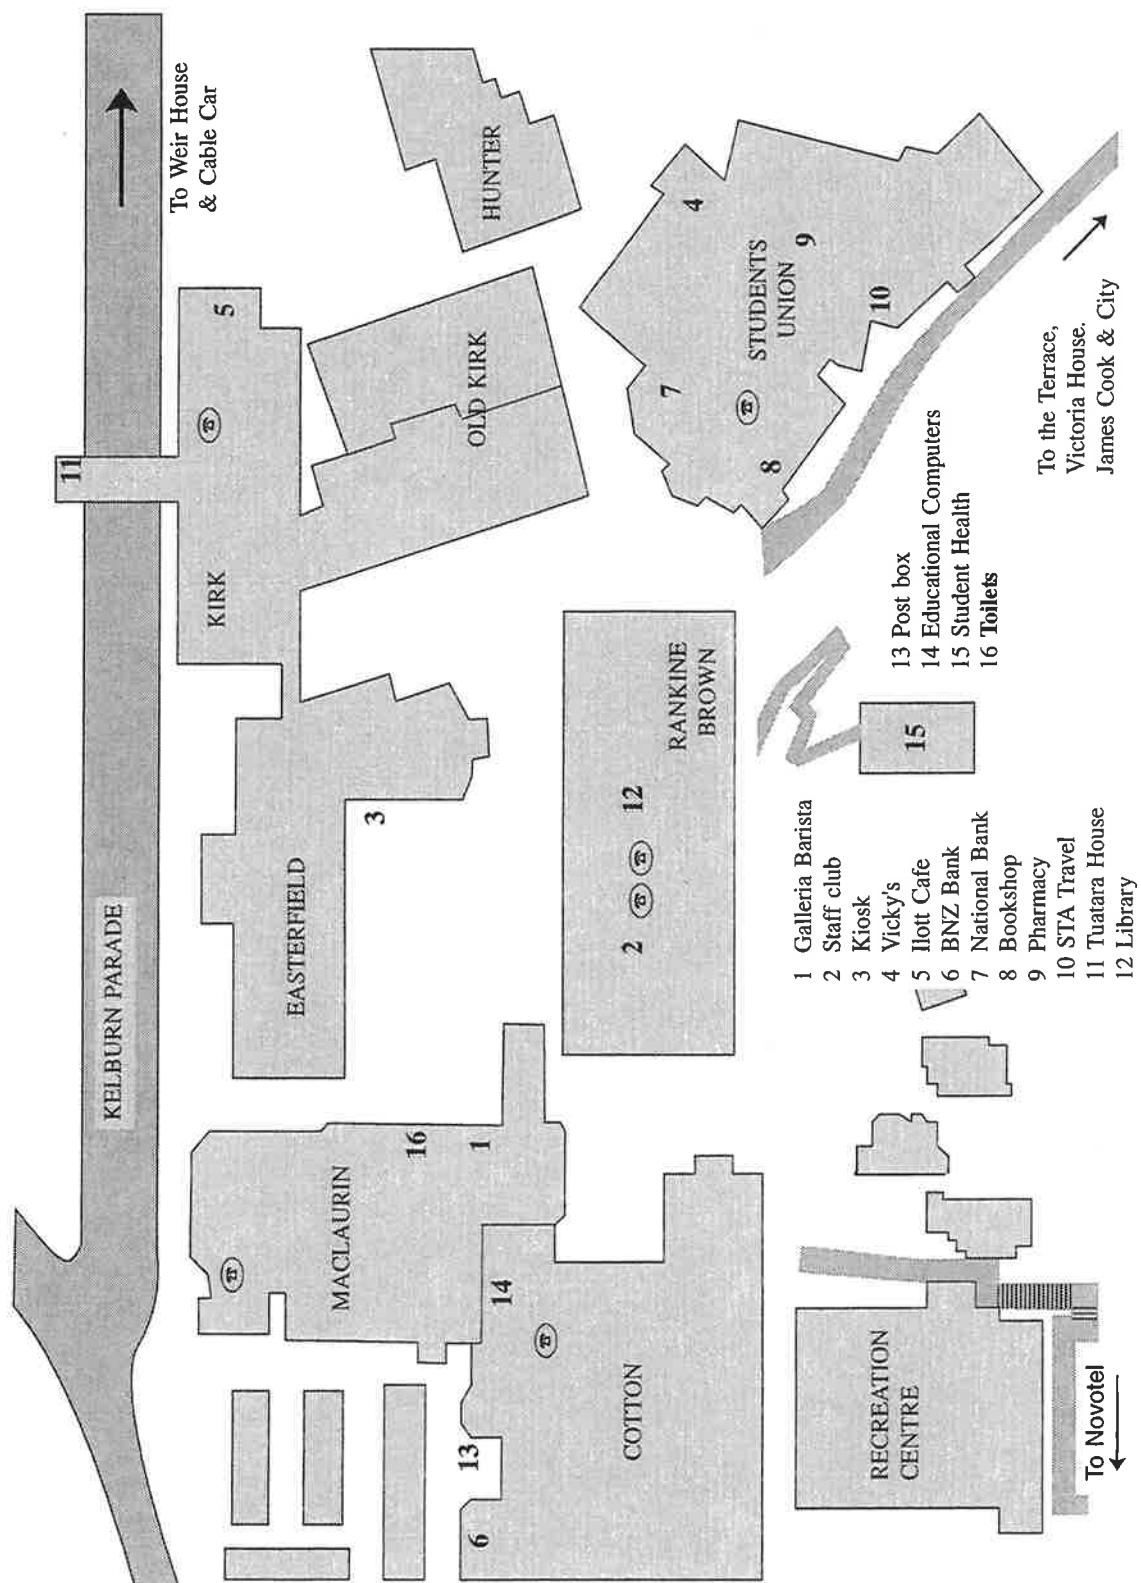 KELBURN PARADE
To Weir House
& Cable Car
11
5
KIRK
HUNTER
OLD KIRK
EASTERFIELD
3
MACLAURIN
16
1
14
13
6
COTTON
2
12
RANKINE
BROWN
4
7
STUDENTS
UNION
9
8
10
15
RECREATION
CENTRE
To Novotel
To the Terrace,
Victoria House.
James Cook & City
1 Galleria Barista
2 Staff club
3 Kiosk
4 Vicky's
5 Ilott Cafe
6 BNZ Bank
7 National Bank
8 Bookshop
9 Pharmacy
10 STA Travel
11 Tuatara House
12 Library
13 Post box
14 Educational Computers
15 Student Health
16 Toilets